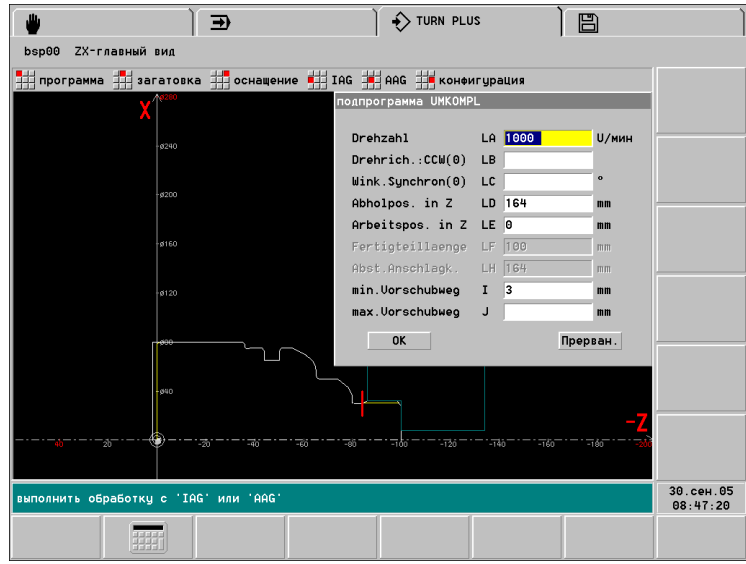 TURN PLUS
bsp00 ZX-главный вид
программа загатовка оснащение IAG AAG конфигурация
подпрограмма UMKOMPL
Drehzahl LA 1000 U/мин
Drehrich.:CCW(0) LB
Wink.Synchron(0) LC °
Abholpos. in Z LD 164 mm
Arbeitspos. in Z LE 0 mm
Fertigteillaenge LF 100 mm
Abst.Anschlagk. LH 164 mm
min.Vorschubweg I 3 mm
max.Vorschubweg J mm
OK Прерван.
X
ø280
ø240
ø200
ø160
ø120
ø80
ø40
-Z
40 20 -20 -40 -60 -80 -100 -120 -140 -160 -180 -200
выполнить обработку с 'IAG' или 'AAG'
30.сен.05
08:47:20